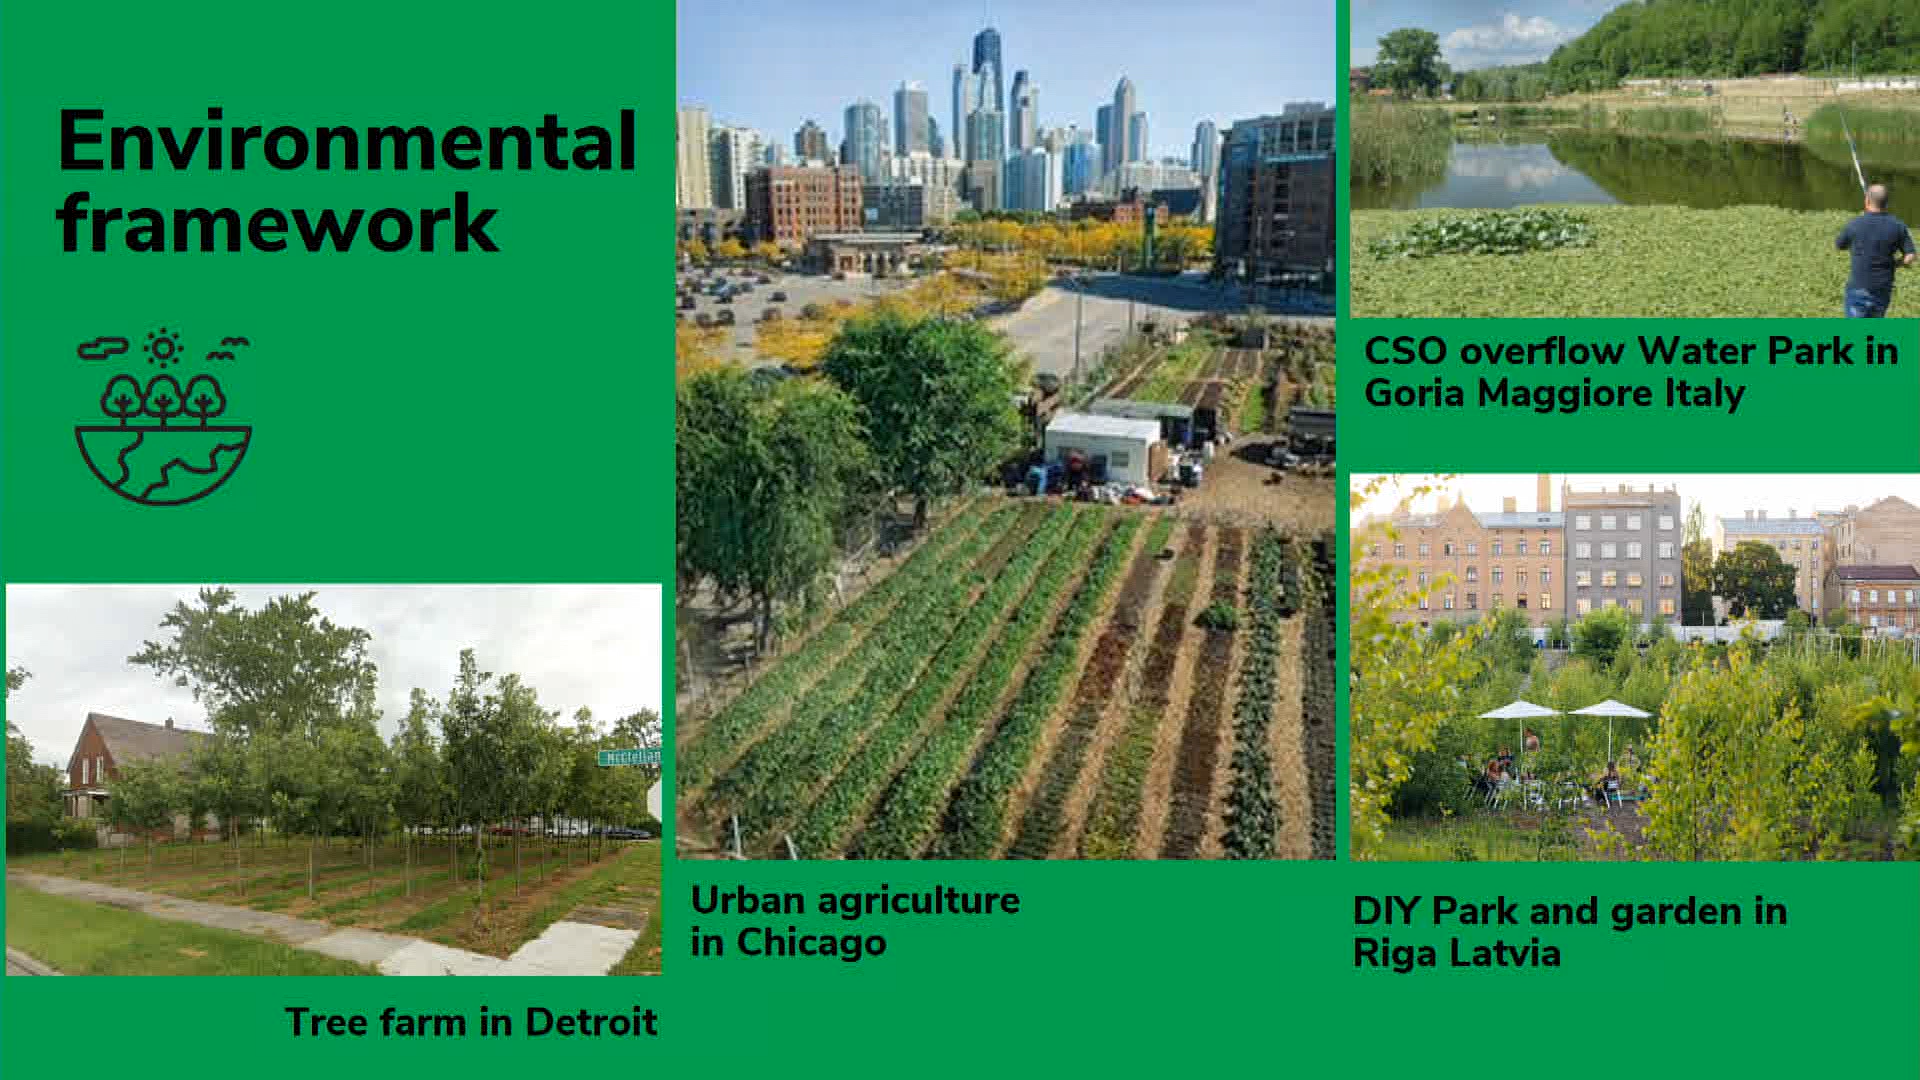 Environmental
framework
CSO overflow Water Park in
Goria Maggiore Italy
McClellan
Urban agriculture
in Chicago
DIY Park and garden in
Riga Latvia
Tree farm in Detroit